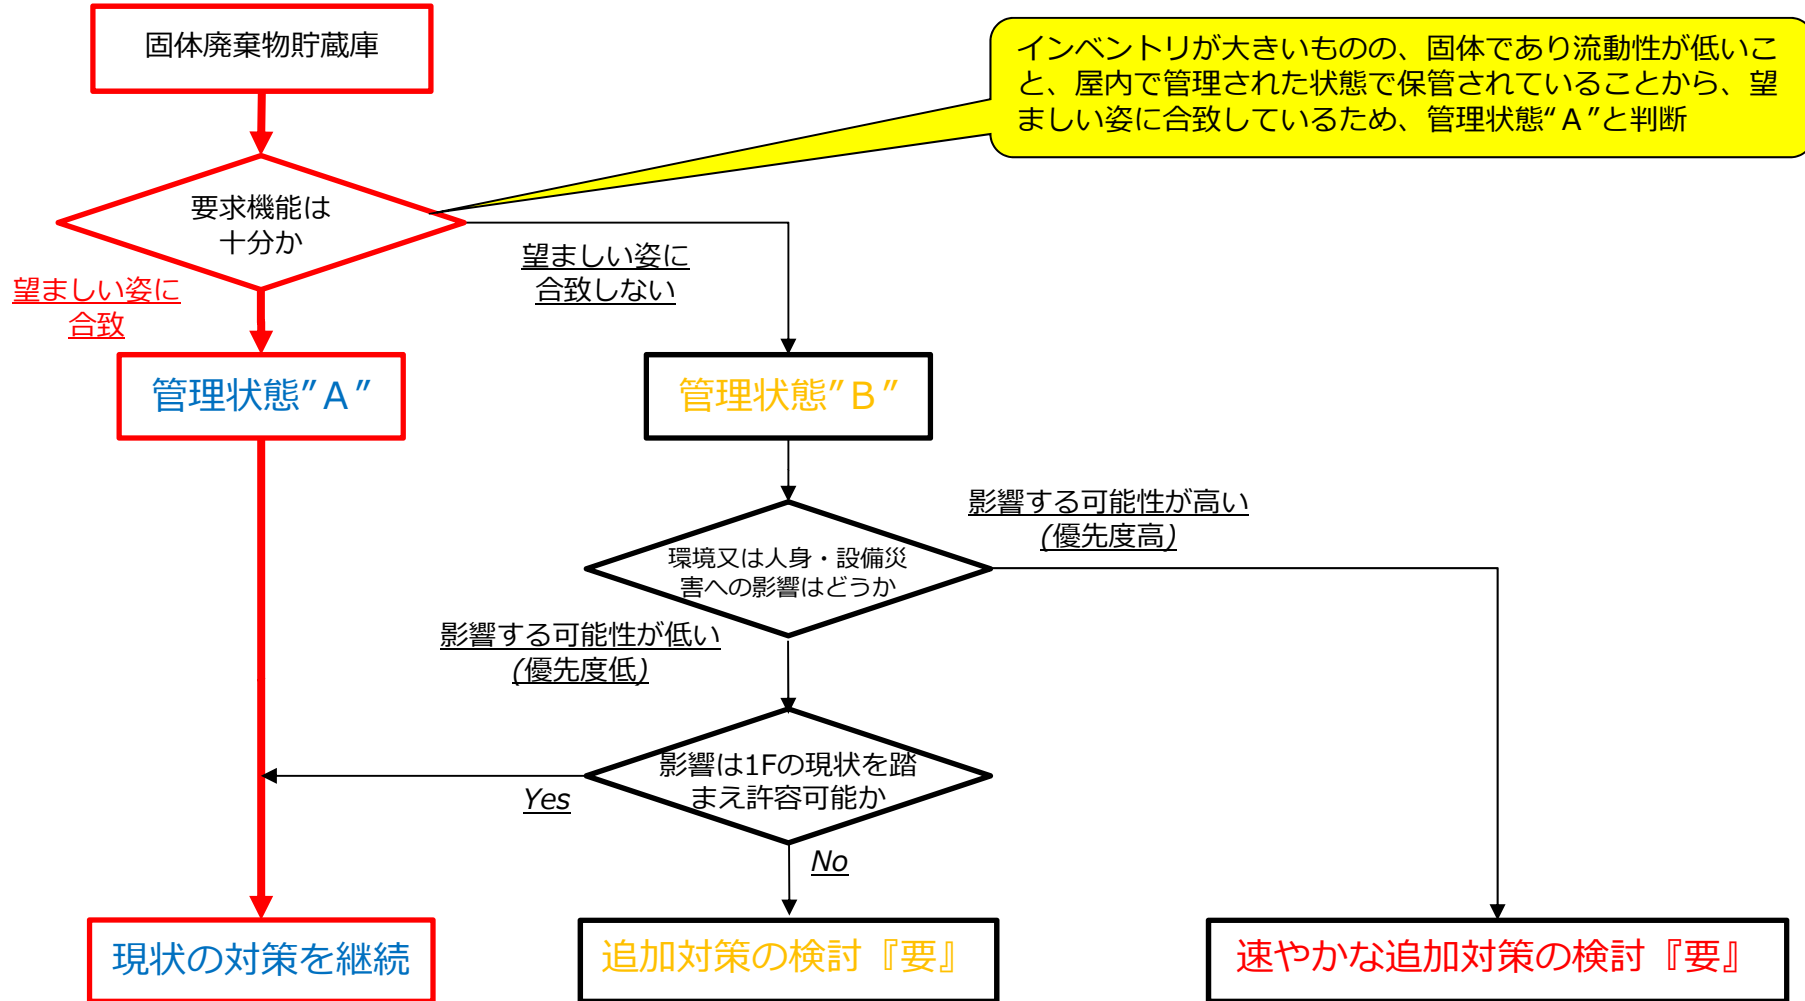 固体廃棄物貯蔵庫
インベントリが大きいものの、固体であり流動性が低いこ
と、屋内で管理された状態で保管されていることから、望
ましい姿に合致しているため、管理状態“Ａ”と判断
要求機能は
十分か
望ましい姿に
合致しない
望ましい姿に
合致
管理状態”Ａ”
管理状態”Ｂ”
影響する可能性が高い
(優先度高)
環境又は人身・設備災
害への影響はどうか
影響する可能性が低い
(優先度低)
影響は1Fの現状を踏
まえ許容可能か
Yes
No
現状の対策を継続
追加対策の検討『要』
速やかな追加対策の検討『要』